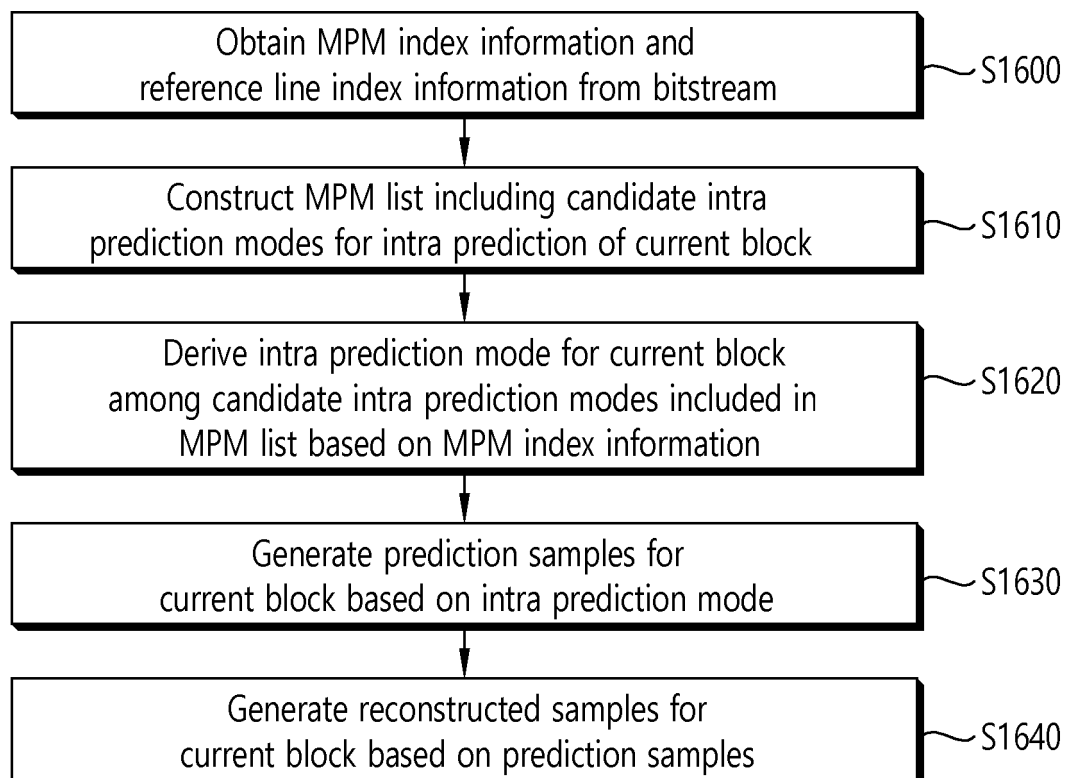 Obtain MPM index information and
reference line index information from bitstream
S1600
Construct MPM list including candidate intra
prediction modes for intra prediction of current block
S1610
Derive intra prediction mode for current block
among candidate intra prediction modes included in
MPM list based on MPM index information
S1620
Generate prediction samples for
current block based on intra prediction mode
S1630
Generate reconstructed samples for
current block based on prediction samples
S1640